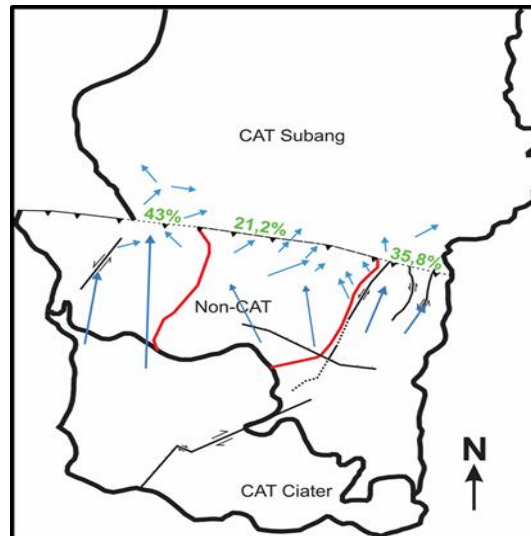 CAT Subang
43%
21,2%
35,8%
Non-CAT
N
CAT Ciater